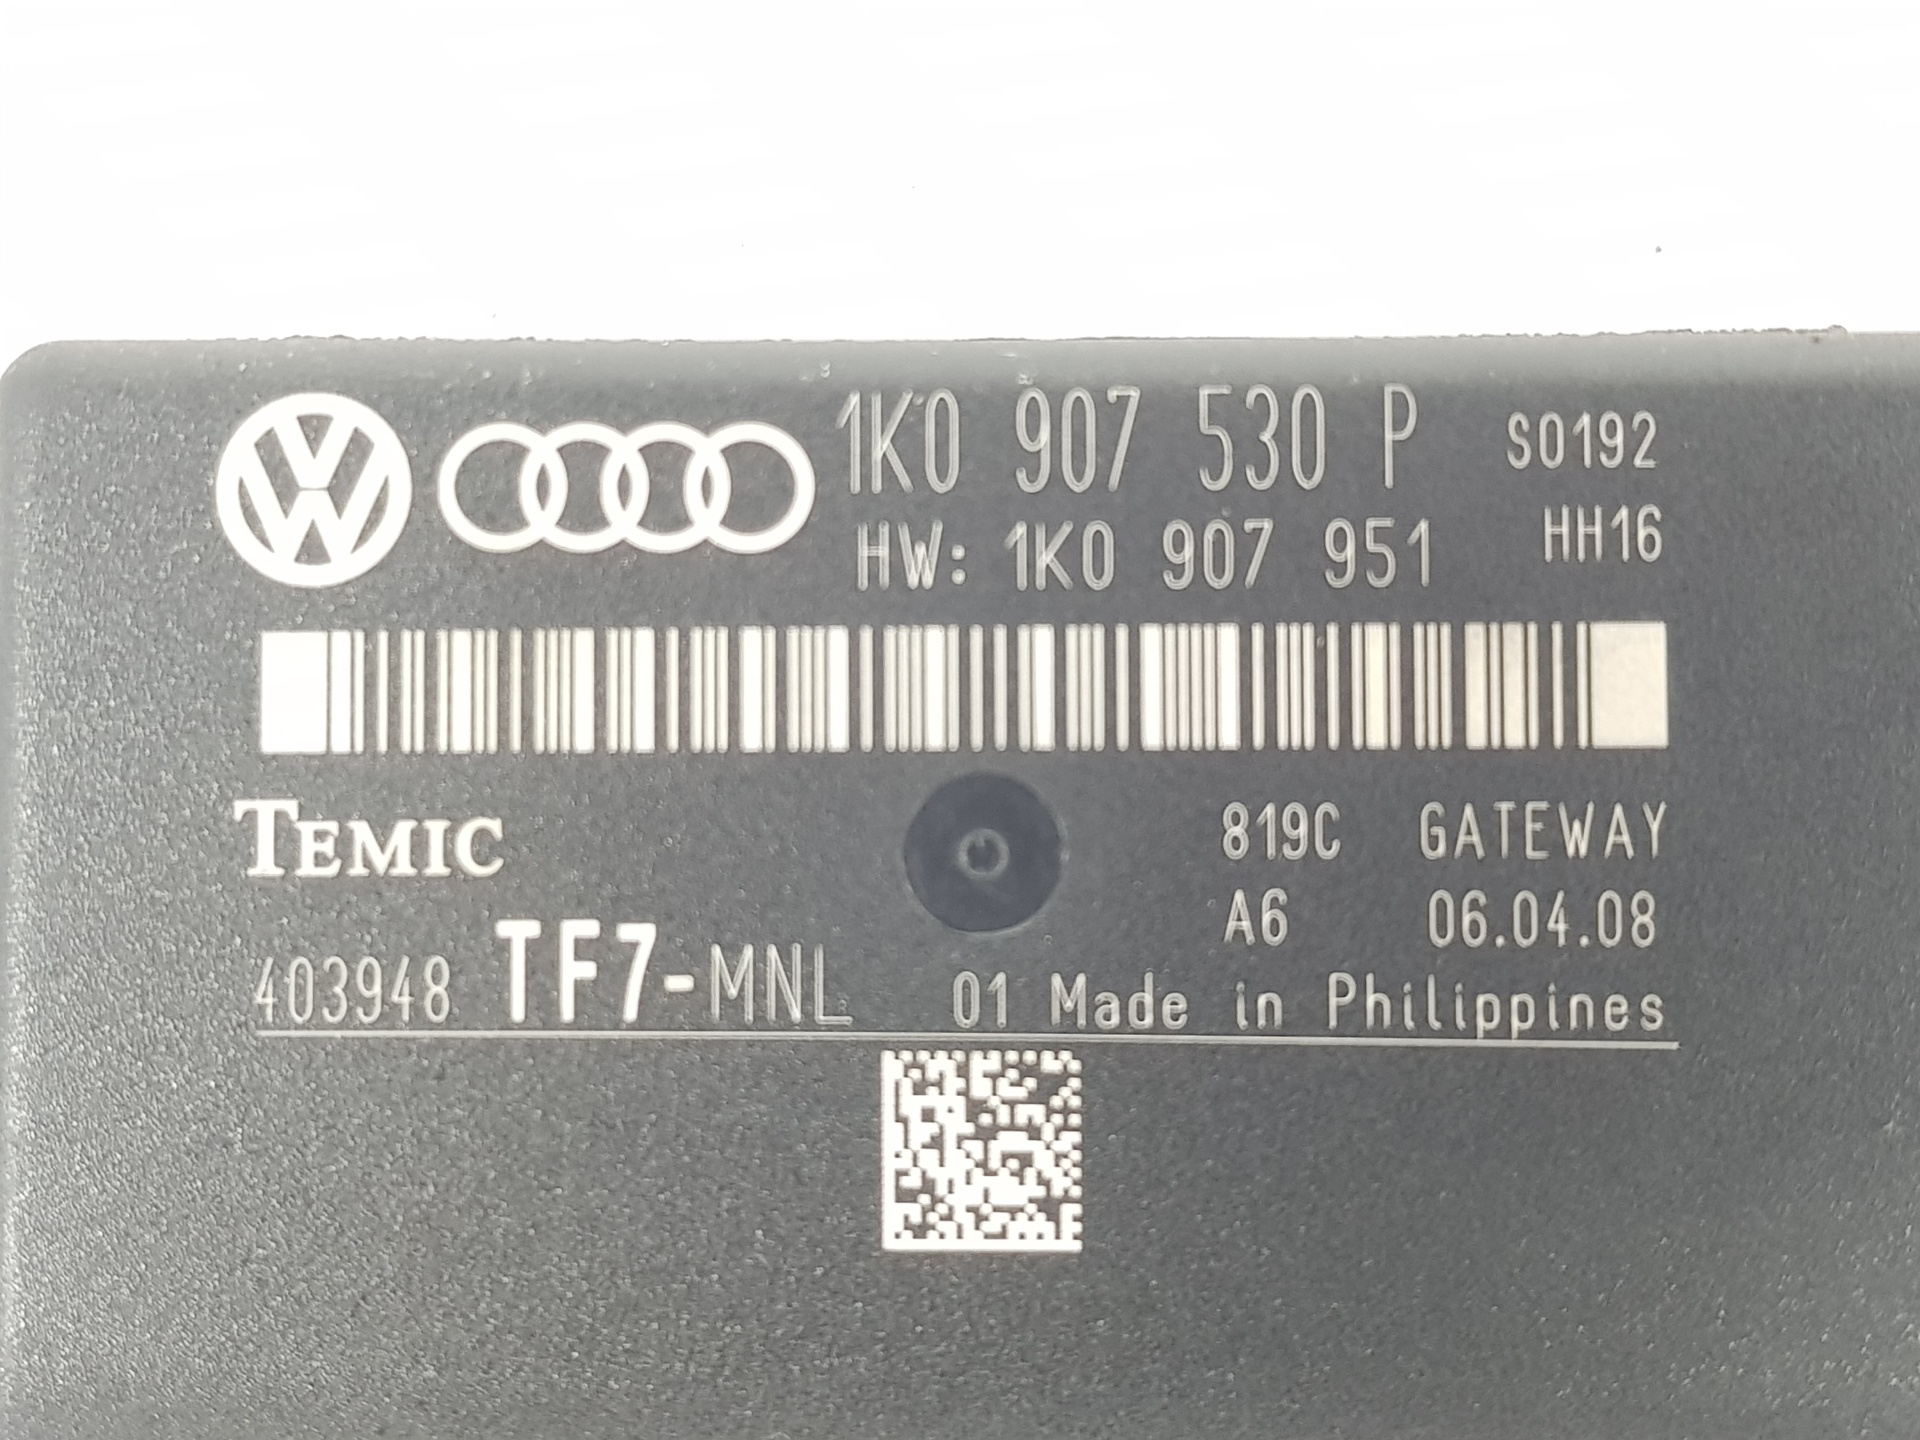 1K0 907 530 P S0192
HW: 1K0 907 951 HH16
TEMIC 819C GATEWAY
A6 06.04.08
403948 TF7-MNL 01 Made in Philippines